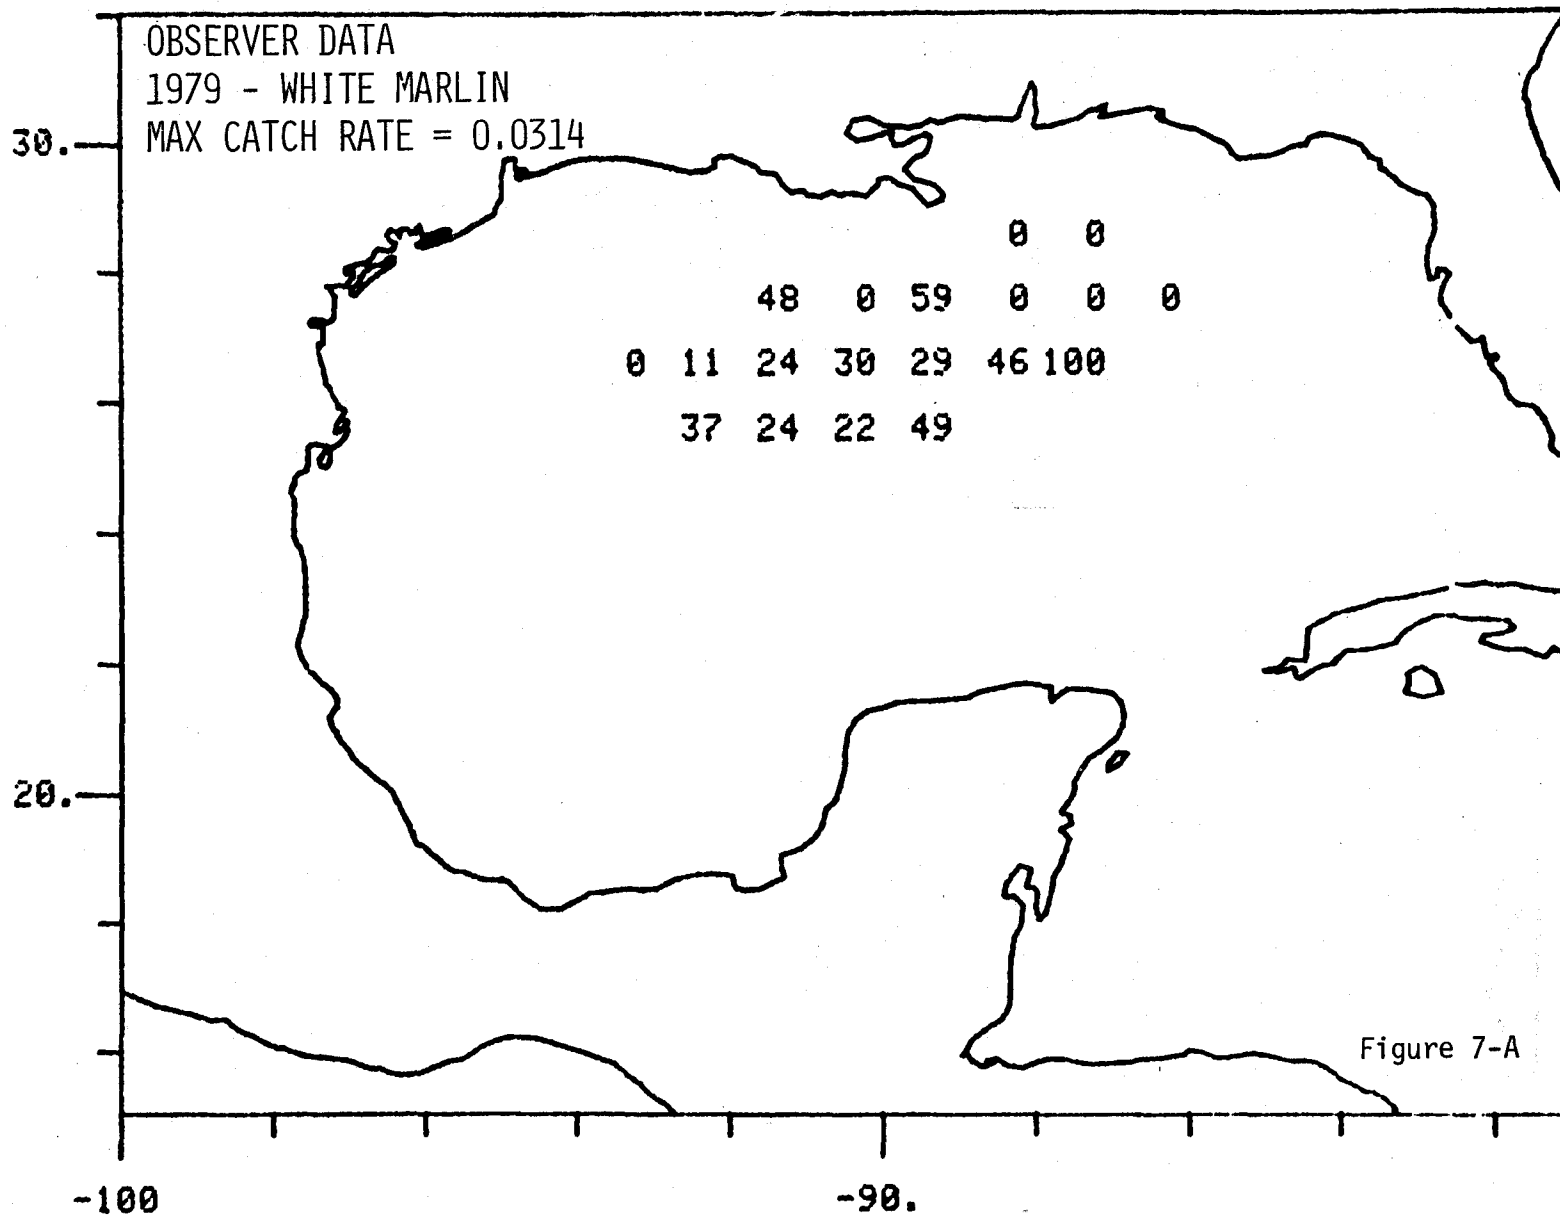 OBSERVER DATA
1979 - WHITE MARLIN
MAX CATCH RATE = 0.0314
30.
0 0
48 0 59 0 0 0
0 11 24 30 29 46 100
37 24 22 49
20.
Figure 7-A
-100 -90.